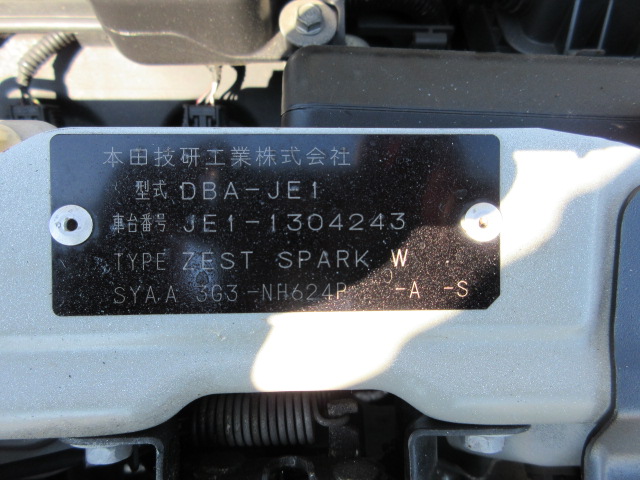 本田技研工業株式会社
型式 DBA-JE1
車台番号 JE1-1304243
TYPE ZEST SPARK W
SYAA 3G3 -NH624P -A -S